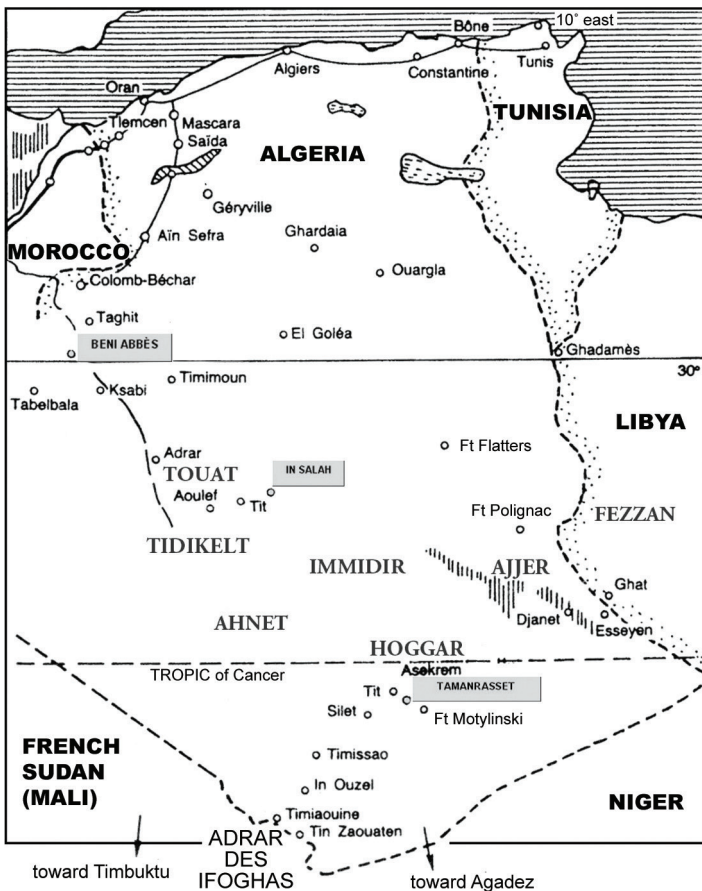 Bône
10° east
Algiers
Constantine
Tunis
Oran
Tlemcen
Mascara
Saïda
ALGERIA
TUNISIA
Géryville
MOROCCO
Aïn Sefra
Ghardaia
Ouargla
Colomb-Béchar
Taghit
El Goléa
BENI ABBÈS
Ghadamès
30°
Timimoun
Tabelbala
Ksabi
LIBYA
Adrar
Ft Flatters
TOUAT
IN SALAH
Aoulef
Tit
Ft Polignac
FEZZAN
TIDIKELT
IMMIDIR
AJJER
Ghat
AHNET
Djanet
Esseyen
HOGGAR
TROPIC of Cancer
Asekrem
Tit
TAMANRASSET
Silet
Ft Motylinski
FRENCH
SUDAN
(MALI)
Timissao
In Ouzel
NIGER
Timiaouine
Tin Zaouaten
ADRAR
DES
IFOGHAS
toward Timbuktu
toward Agadez